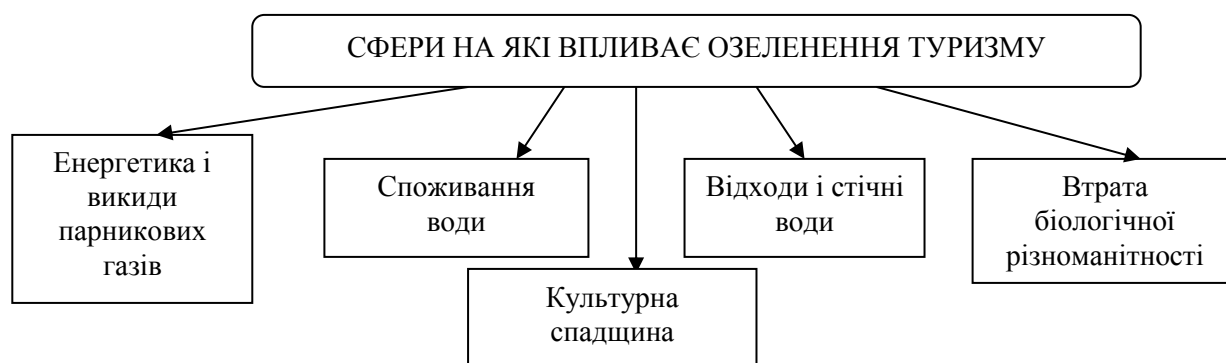 СФЕРИ НА ЯКІ ВПЛИВАЄ ОЗЕЛЕНЕННЯ ТУРИЗМУ
Енергетика і
викиди
парникових
газів
Споживання
води
Культурна
спадщина
Відходи і стічні
води
Втрата
біологічної
різноманітності